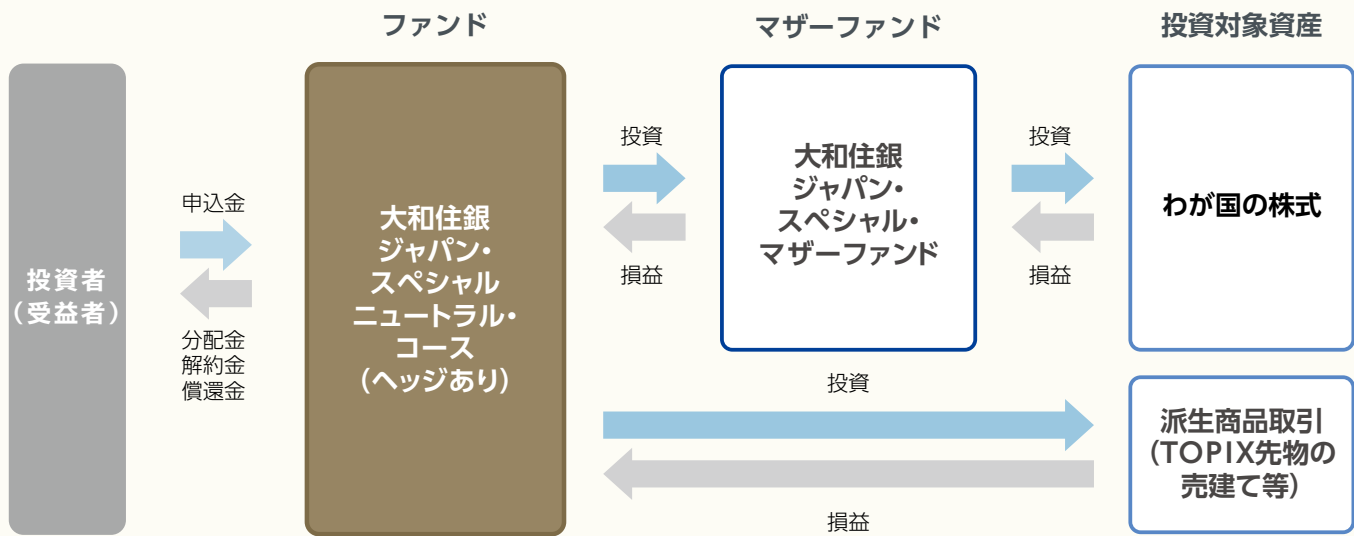 ファンド
マザーファンド
投資対象資産
投資者
（受益者）
申込金
分配金
解約金
償還金
大和住銀
ジャパン・
スペシャル
ニュートラル・
コース
（ヘッジあり）
投資
損益
大和住銀
ジャパン・
スペシャル・
マザーファンド
投資
損益
わが国の株式
投資
損益
派生商品取引
（TOPIX先物の
売建て等）